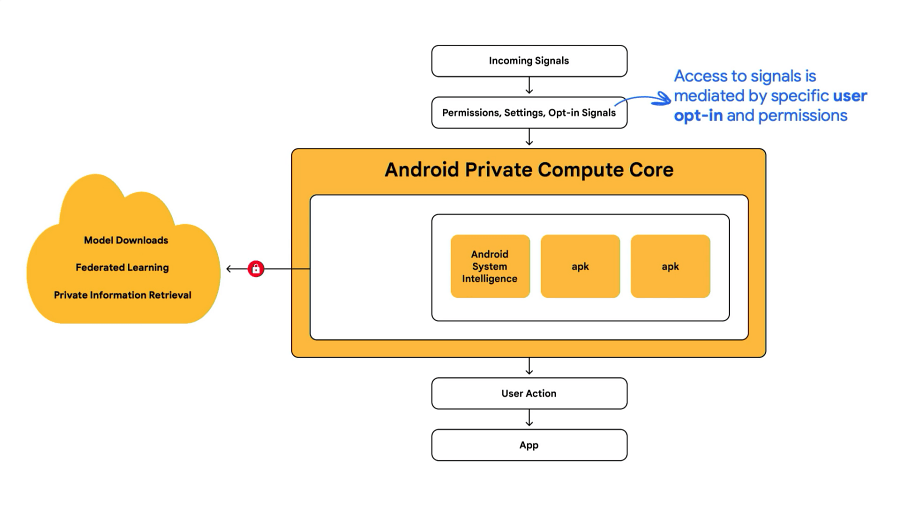 Incoming Signals
Permissions, Settings, Opt-in Signals
Access to signals is
mediated by specific user
opt-in and permissions
Android Private Compute Core
Model Downloads
Federated Learning
Private Information Retrieval
Android
System
Intelligence
apk
apk
User Action
App